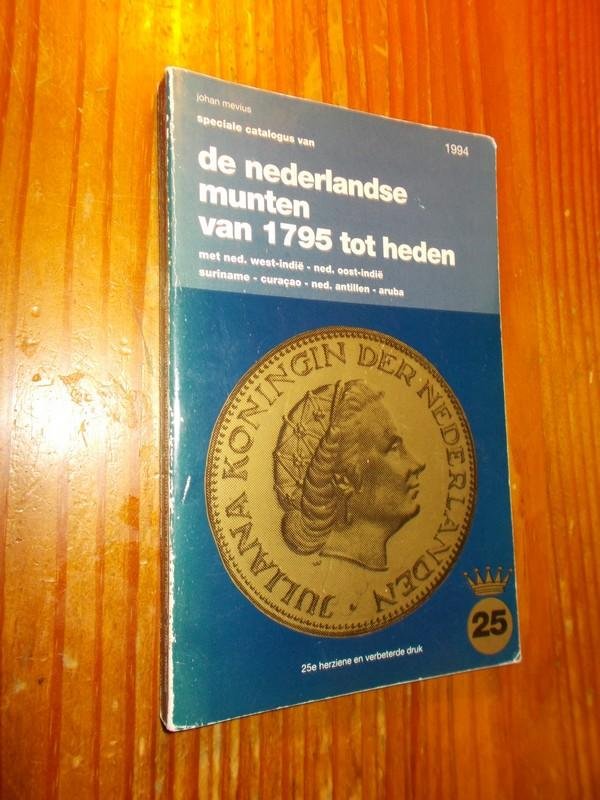 johan mevius
speciale catalogus van
1994
de nederlandse
munten
van 1795 tot heden
met ned. west-indië - ned. oost-indië
suriname - curaçao - ned. antillen - aruba
JULIANA KONINGIN DER NEDERLANDEN ·
25
25e herziene en verbeterde druk